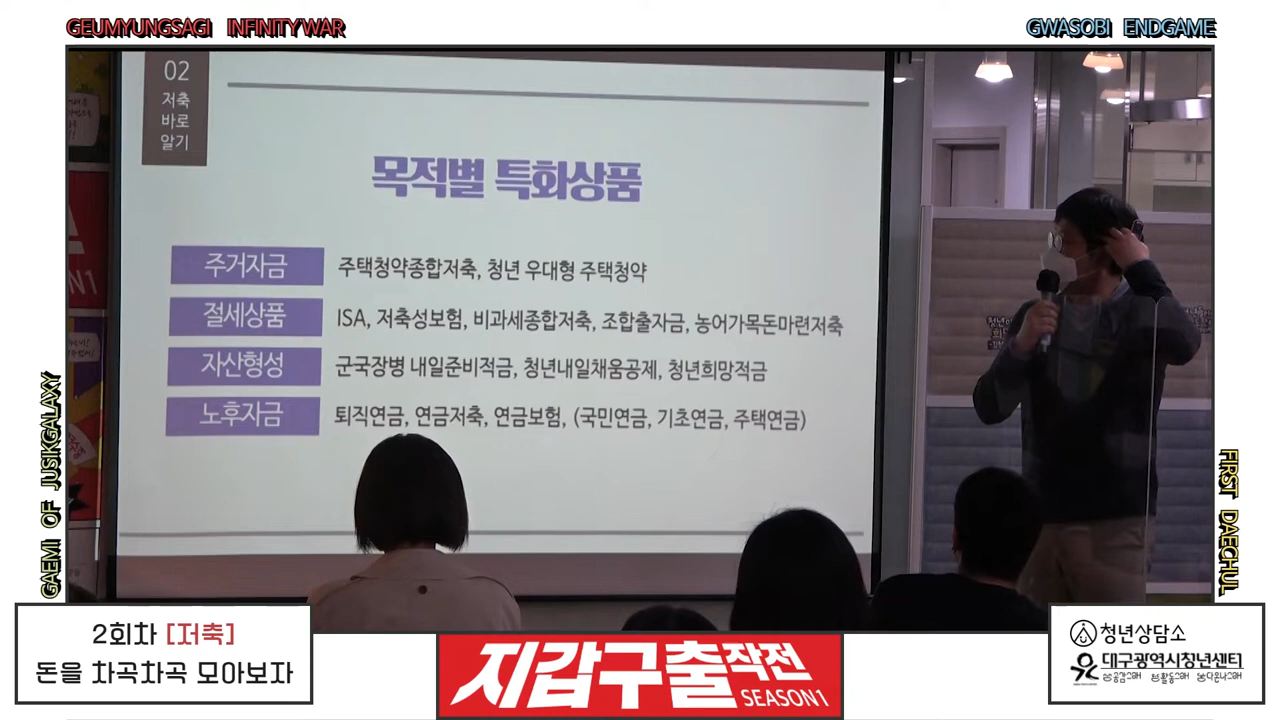 GEUMYUNGSAGI INFINITY WAR
GWASOBI ENDGAME
02
저축
바로
알기
목적별 특화상품
주거자금 주택청약종합저축, 청년 우대형 주택청약
절세상품 ISA, 저축성보험, 비과세종합저축, 조합출자금, 농어가목돈마련저축
자산형성 군국장병 내일준비적금, 청년내일채움공제, 청년희망적금
노후자금 퇴직연금, 연금저축, 연금보험, (국민연금, 기초연금, 주택연금)
GAEMI OF JUSIKGALAXY
FIRST DAECHUL
2회차 [저축]
돈을 차곡차곡 모아보자
지갑구출작전
SEASON1
청년상담소
대구광역시청년센터